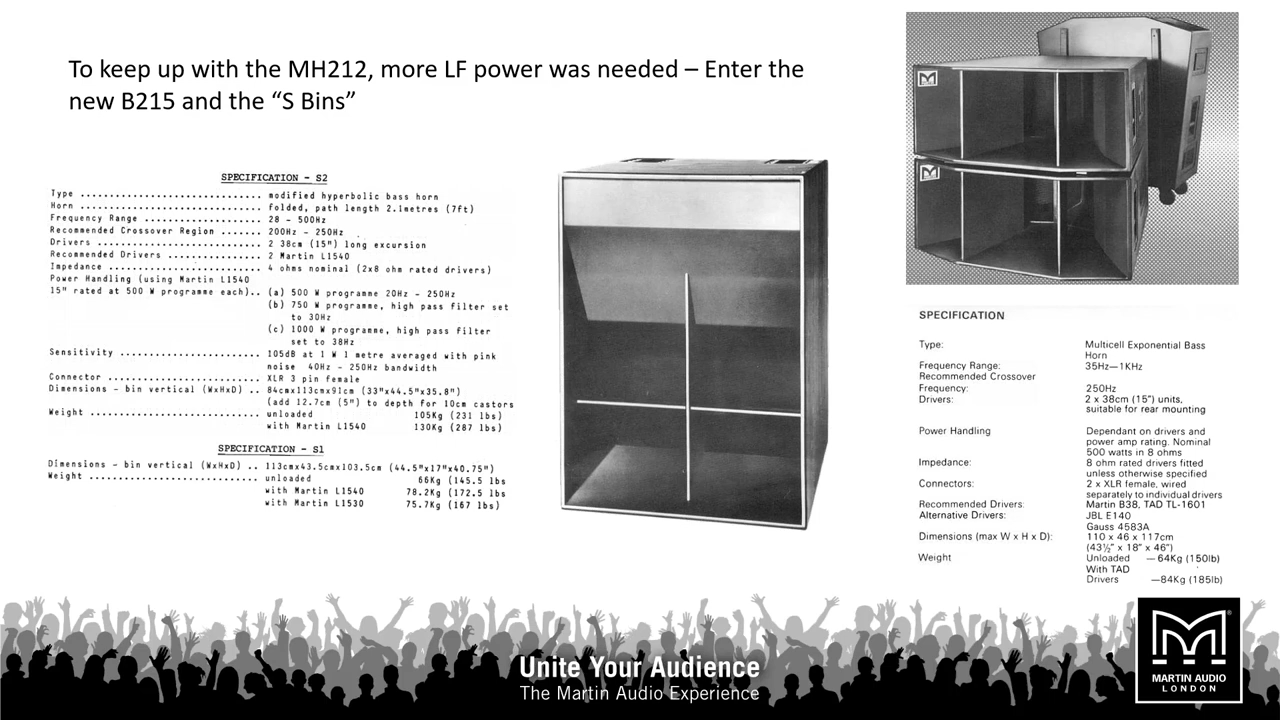 To keep up with the MH212, more LF power was needed – Enter the
new B215 and the “S Bins”
SPECIFICATION - S2
Type ............................... modified hyperbolic bass horn
Horn ............................... folded, path length 2.1metres (7ft)
Frequency Range .................... 28 - 500Hz
Recommended Crossover Region ....... 200Hz - 250Hz
Drivers ............................ 2 38cm (15") long excursion
Recommended Drivers ................ 2 Martin L1540
Impedance .......................... 4 ohms nominal (2x8 ohm rated drivers)
Power Handling (using Martin L1540
15" rated at 500 W programme each).. (a) 500 W programme 20Hz - 250Hz
(b) 750 W programme, high pass filter set
to 30Hz
(c) 1000 W programme, high pass filter
set to 38Hz
Sensitivity ........................ 105dB at 1 W 1 metre averaged with pink
noise 40Hz - 250Hz bandwidth
Connector .......................... XLR 3 pin female
Dimensions - bin vertical (WxHxD) .. 84cmx113cmx91cm (33"x44.5"x35.8")
(add 12.7cm (5") to depth for 10cm castors
Weight ............................. unloaded 105Kg (231 lbs)
with Martin L1540 130Kg (287 lbs)
SPECIFICATION - S1
Dimensions - bin vertical (WxHxD) .. 113cmx43.5cmx103.5cm (44.5"x17"x40.75")
Weight ............................. unloaded 66Kg (145.5 lbs
with Martin L1540 78.2Kg (172.5 lbs
with Martin L1530 75.7Kg (167 lbs)
SPECIFICATION
Type: Multicell Exponential Bass
Horn
Frequency Range: 35Hz—1KHz
Recommended Crossover
Frequency: 250Hz
Drivers: 2 x 38cm (15") units,
suitable for rear mounting
Power Handling Dependant on drivers and
power amp rating. Nominal
500 watts in 8 ohms
Impedance: 8 ohm rated drivers fitted
unless otherwise specified
Connectors: 2 x XLR female, wired
separately to individual drivers
Recommended Drivers: Martin B38, TAD TL-1601
Alternative Drivers: JBL E140
Gauss 4583A
Dimensions (max W x H x D): 110 x 46 x 117cm
(43½" x 18" x 46")
Weight Unloaded — 64Kg (150lb)
With TAD
Drivers —84Kg (185lb)
Unite Your Audience
The Martin Audio Experience
MARTIN AUDIO
LONDON